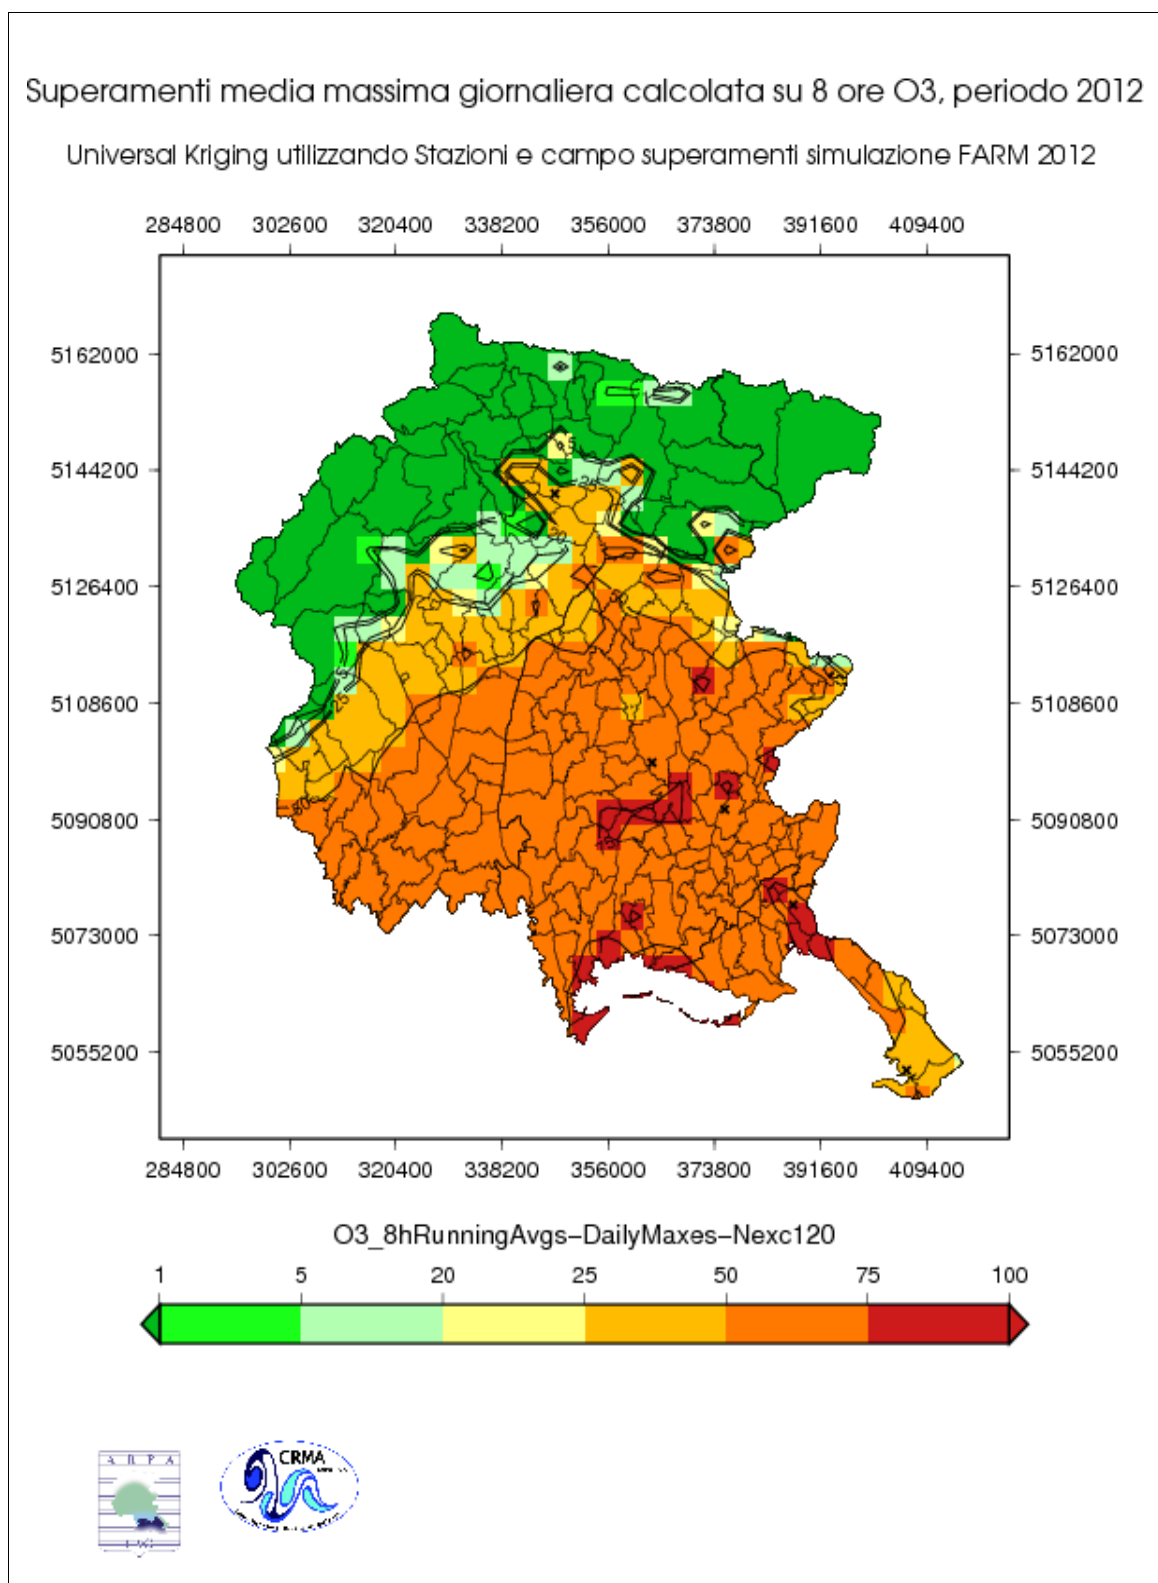 Superamenti media massima giornaliera calcolata su 8 ore O3, periodo 2012
Universal Kriging utilizzando Stazioni e campo superamenti simulazione FARM 2012
284800 302600 320400 338200 356000 373800 391600 409400
5162000 5162000
5144200 5144200
5126400 5126400
5108600 5108600
5090800 5090800
5073000 5073000
5055200 5055200
284800 302600 320400 338200 356000 373800 391600 409400
O3_8hRunningAvgs-DailyMaxes-Nexc120
1 5 20 25 50 75 100
A R P A
CRMA